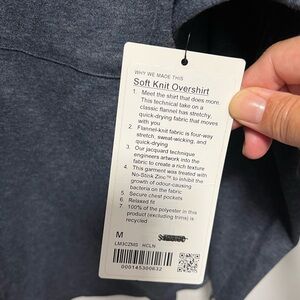 WHY WE MADE THIS
Soft Knit Overshirt
1. Meet the shirt that does more.
This technical take on a
classic flannel has stretchy,
quick-drying fabric that moves
with you
2. Flannel-knit fabric is four-way
stretch, sweat-wicking, and
quick-drying
3. Our jacquard technique
engineers artwork into the
fabric to create a rich texture
4. This garment was treated with
No-Stink Zinc™ to inhibit the
growth of odour-causing
bacteria on the fabric
5. Secure chest pockets
6. Relaxed fit
7. 100% of the polyester in this
product (excluding trims) is
recycled
M
LM3CZMS HCLN
000145300832